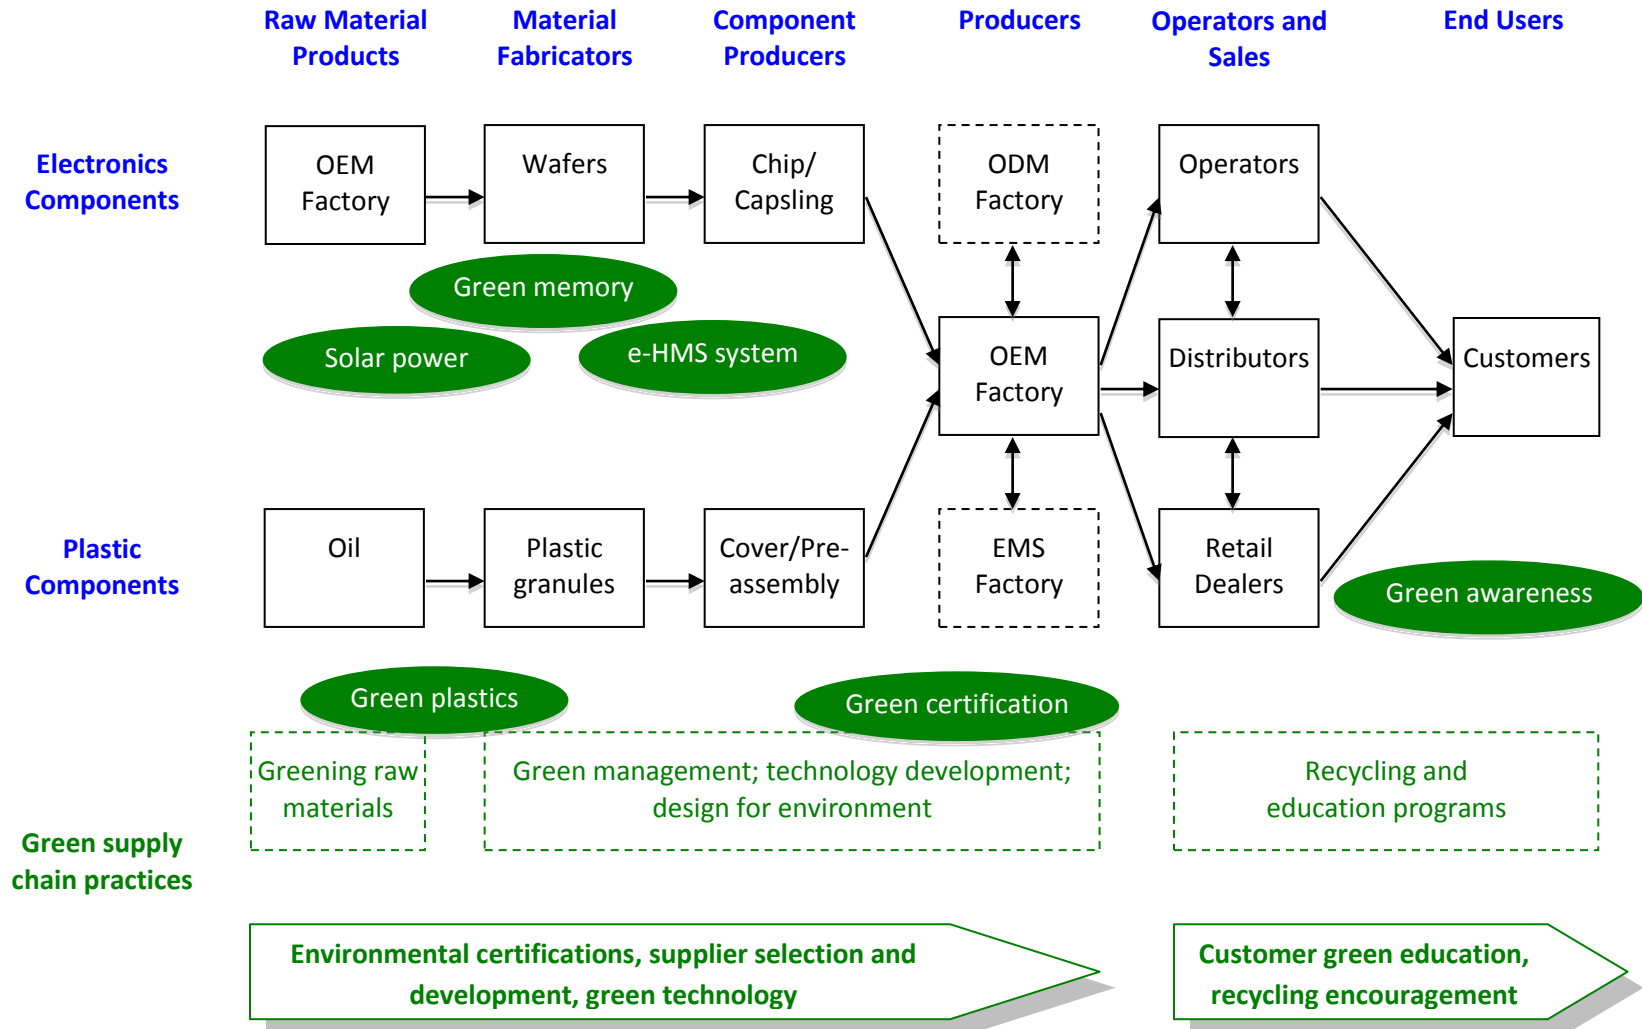 Raw Material
Products
Material
Fabricators
Component
Producers
Producers
Operators and
Sales
End Users
Electronics
Components
OEM
Factory
Wafers
Chip/
Capsling
ODM
Factory
Operators
Green memory
Solar power
e-HMS system
OEM
Factory
Distributors
Customers
Plastic
Components
Oil
Plastic
granules
Cover/Pre-
assembly
EMS
Factory
Retail
Dealers
Green awareness
Green plastics
Green certification
Green supply
chain practices
Greening raw
materials
Green management; technology development;
design for environment
Recycling and
education programs
Environmental certifications, supplier selection and
development, green technology
Customer green education,
recycling encouragement